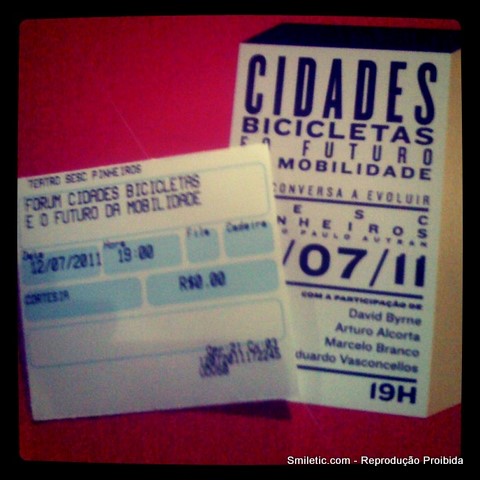 TEATRO SESC PINHEIROS
FORUM CIDADES BICICLETAS
E O FUTURO DA MOBILIDADE
Data
Hora
Fila
Cadeira
12/07/2011
19:00
CORTESIA
R$0.00
CIDADES
BICICLETAS
E O FUTURO
MOBILIDADE
CONVERSA A EVOLUIR
E S C
NHEIROS
PAULO AUTRAN
/07/11
COM A PARTICIPAÇÃO DE
David Byrne
Arturo Alcorta
Marcelo Branco
duardo Vasconcellos
19H
Smiletic.com - Reprodução Proibida